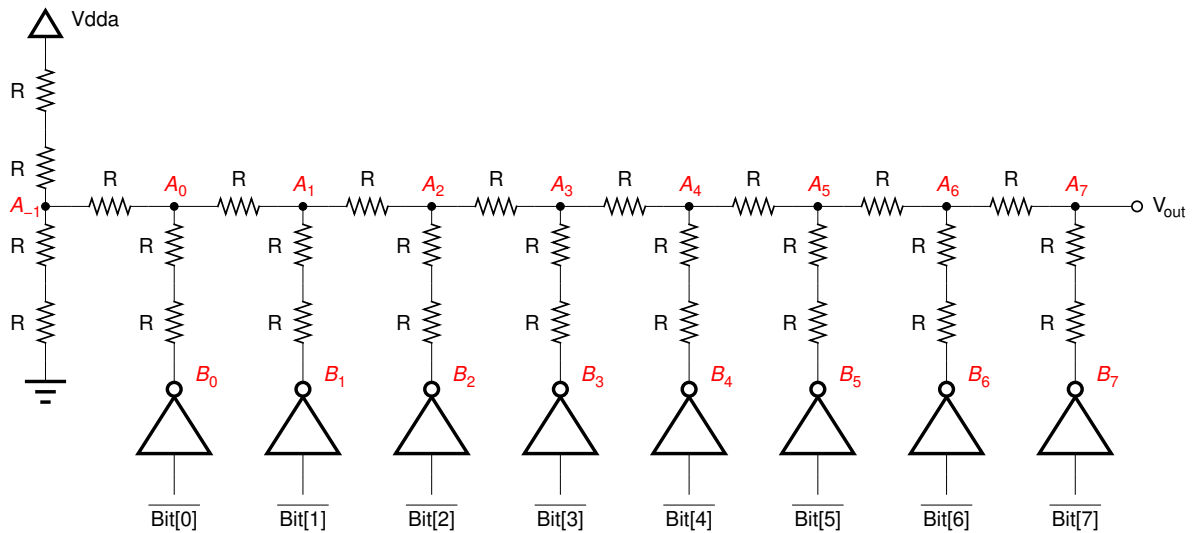 Vdda
R
R
R R R R R R R R
A₋₁ A₀ A₁ A₂ A₃ A₄ A₅ A₆ A₇ Vout
R R R R R R R R R
R R R R R R R R R
B₀ B₁ B₂ B₃ B₄ B₅ B₆ B₇
Bit[0] Bit[1] Bit[2] Bit[3] Bit[4] Bit[5] Bit[6] Bit[7]